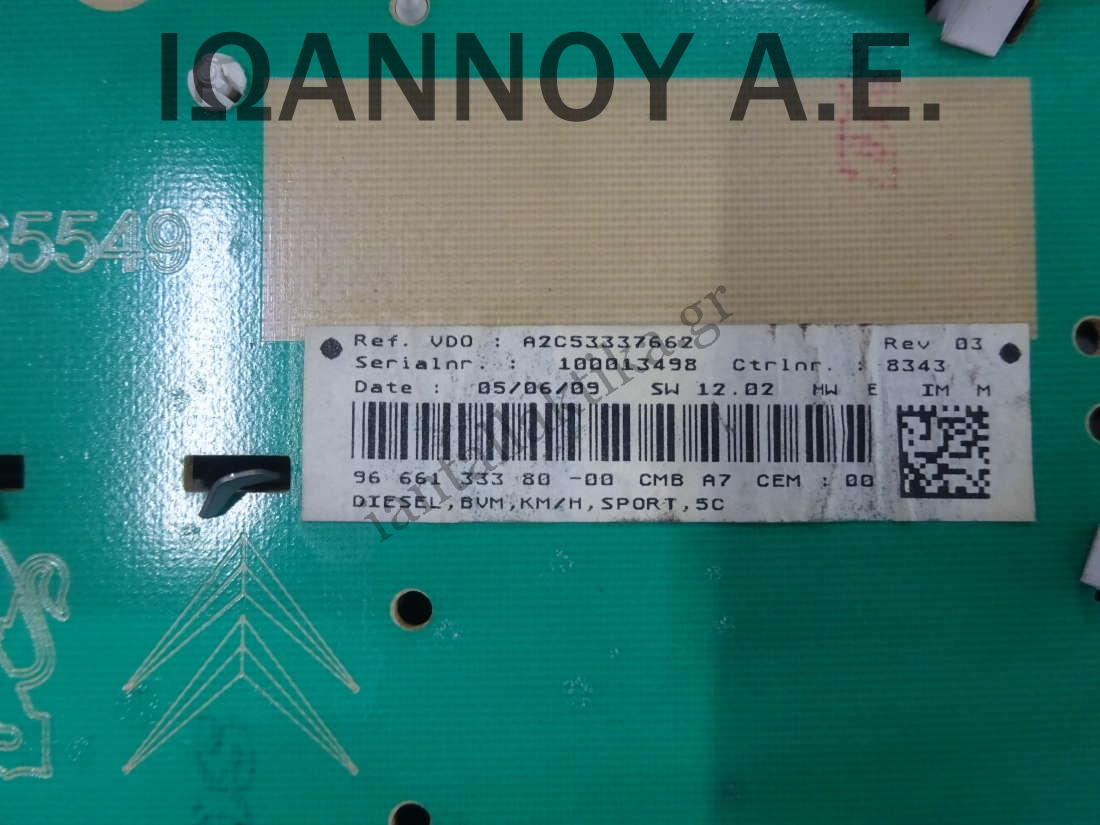 ΙΩΑΝΝΟΥ Α.Ε.
65549
Ref. VDO : A2C53337662 Rev 03
Serialnr. : 100013498 Ctrlnr. : 8343
Date : 05/06/09 SW 12.02 HW E IM M
96 661 333 80 -00 CMB A7 CEM : 00
DIESEL,BVM,KM/H,SPORT,5C